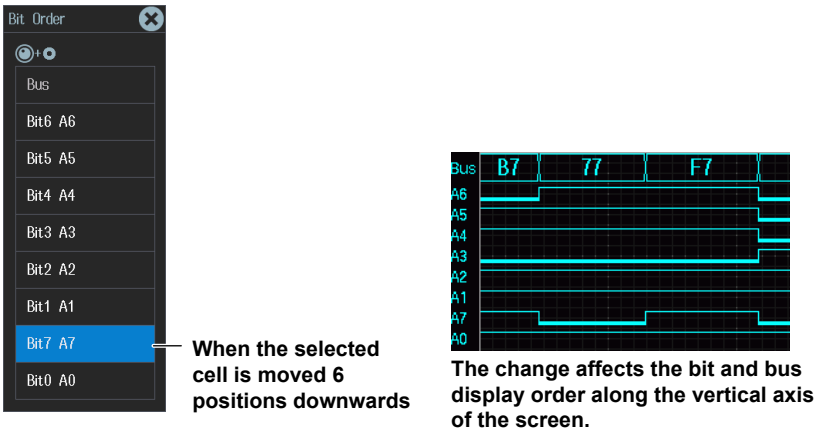 Bit Order
+
Bus
Bit6 A6
Bit5 A5
Bit4 A4
Bit3 A3
Bit2 A2
Bit1 A1
Bit7 A7
Bit0 A0
When the selected
cell is moved 6
positions downwards
Bus B7 77 F7
A6
A5
A4
A3
A2
A1
A7
A0
The change affects the bit and bus
display order along the vertical axis
of the screen.